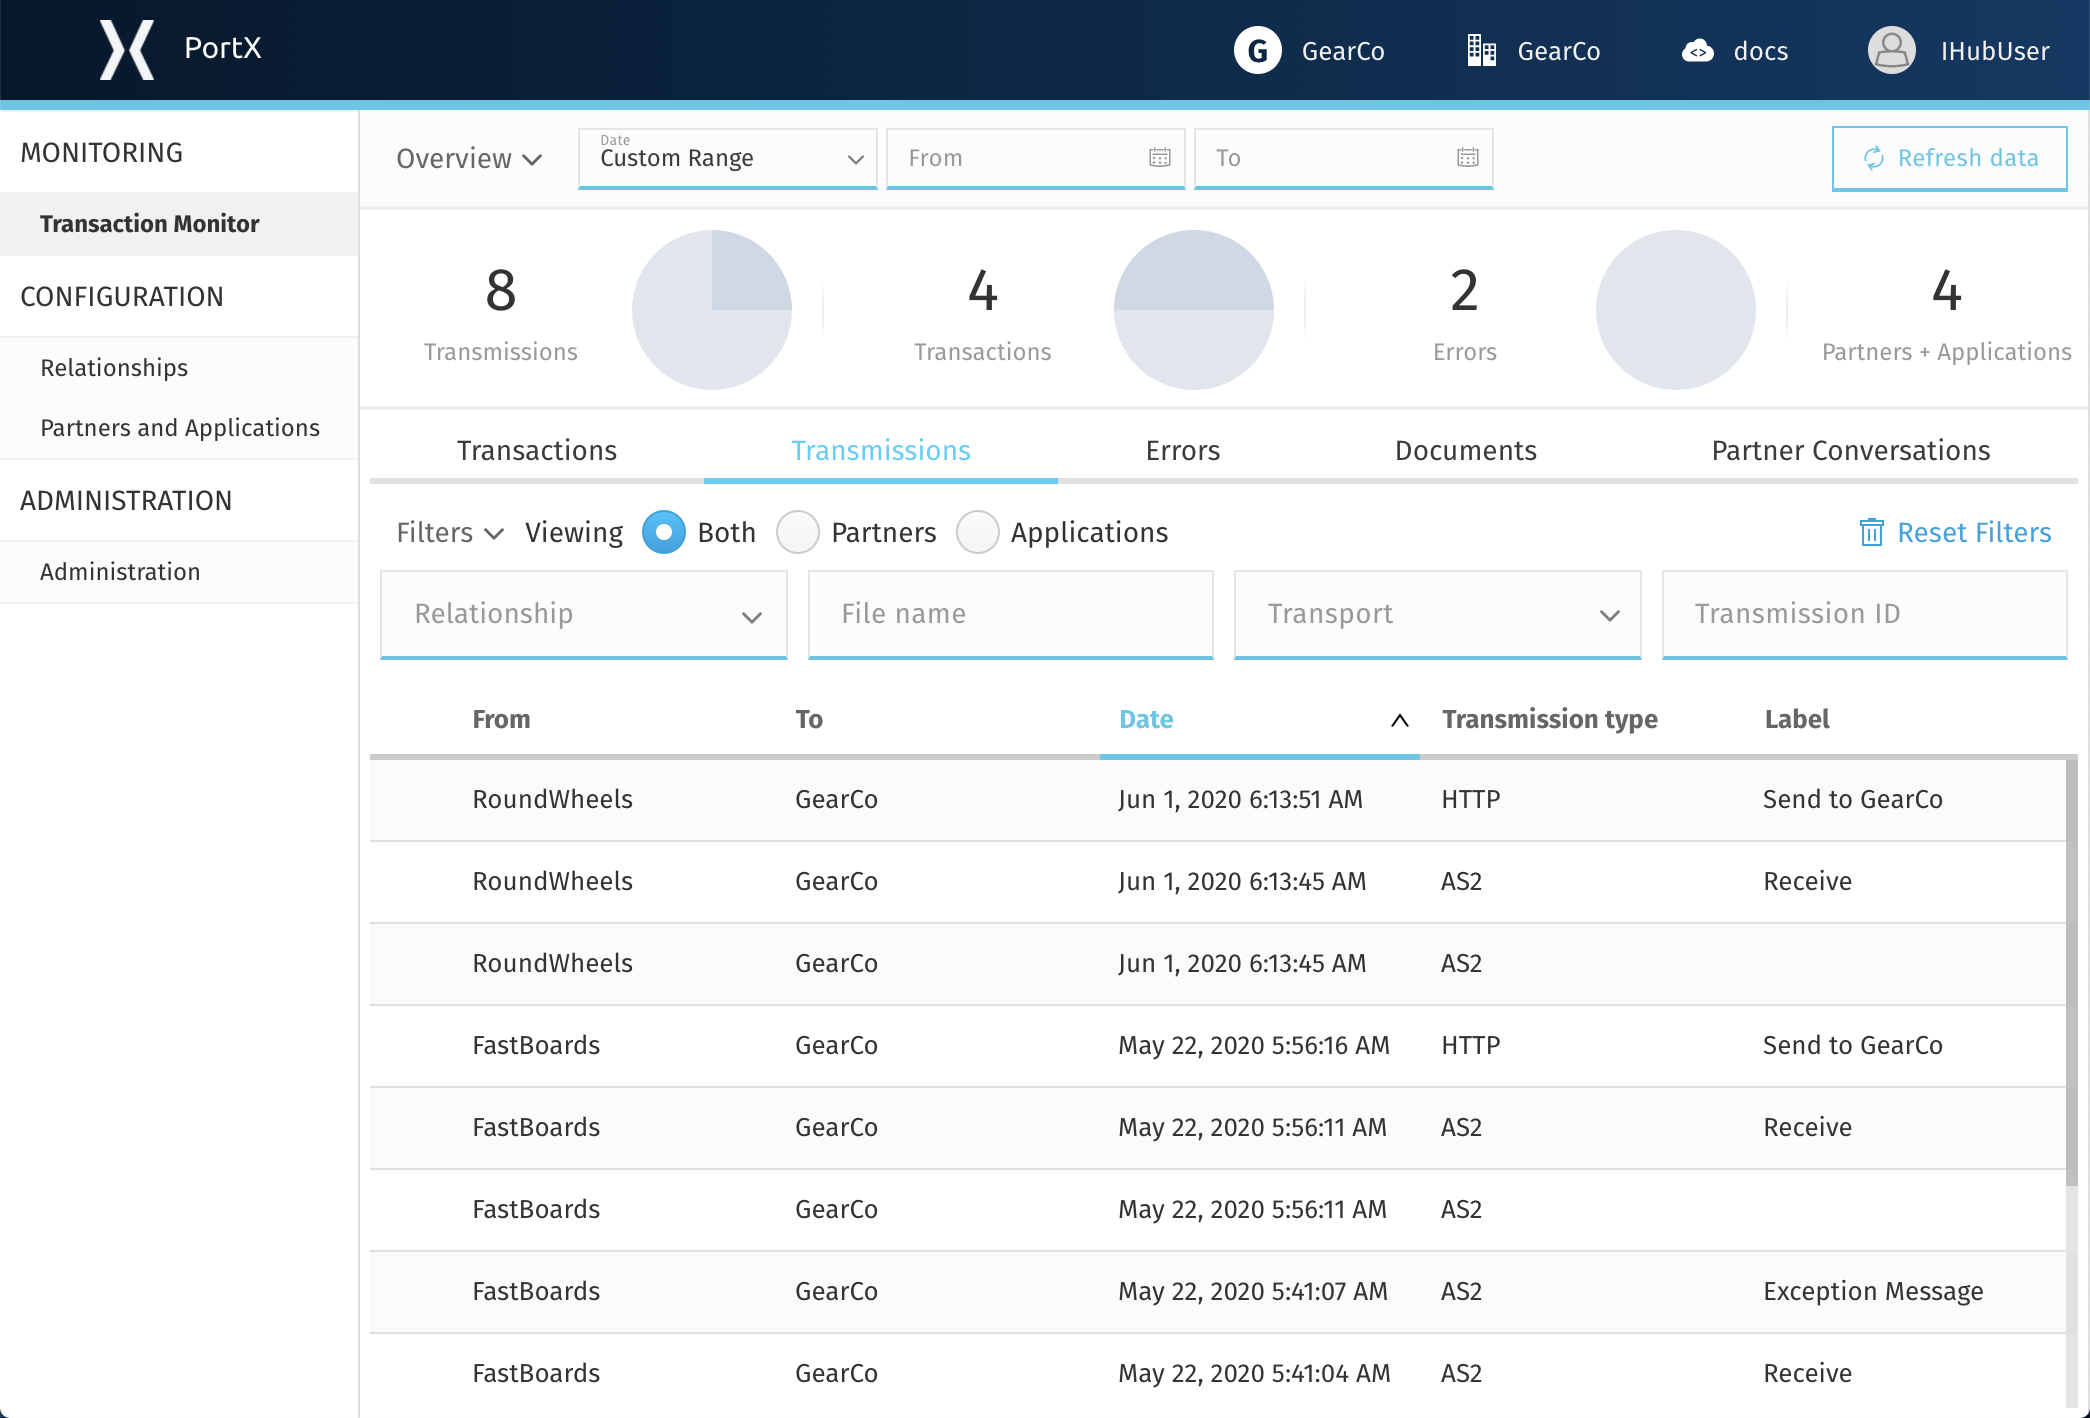 PortX
G GearCo
GearCo
docs
IHubUser
MONITORING
Transaction Monitor
CONFIGURATION
Relationships
Partners and Applications
ADMINISTRATION
Administration
Overview
Date
Custom Range
From
To
Refresh data
8
Transmissions
4
Transactions
2
Errors
4
Partners + Applications
Transactions Transmissions Errors Documents Partner Conversations
Filters Viewing Both Partners Applications Reset Filters
Relationship File name Transport Transmission ID
From To Date Transmission type Label
RoundWheels GearCo Jun 1, 2020 6:13:51 AM HTTP Send to GearCo
RoundWheels GearCo Jun 1, 2020 6:13:45 AM AS2 Receive
RoundWheels GearCo Jun 1, 2020 6:13:45 AM AS2
FastBoards GearCo May 22, 2020 5:56:16 AM HTTP Send to GearCo
FastBoards GearCo May 22, 2020 5:56:11 AM AS2 Receive
FastBoards GearCo May 22, 2020 5:56:11 AM AS2
FastBoards GearCo May 22, 2020 5:41:07 AM AS2 Exception Message
FastBoards GearCo May 22, 2020 5:41:04 AM AS2 Receive